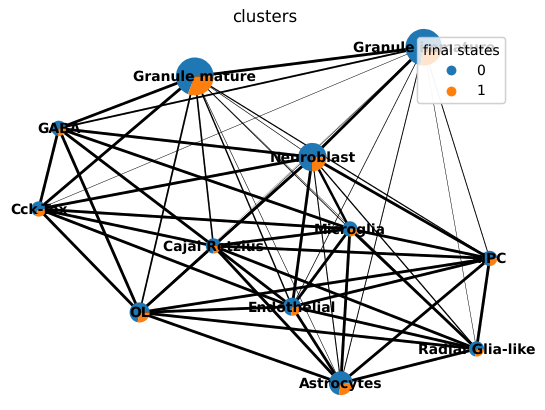 clusters
Granule
final states
0
1
Granule mature
GABA
Neuroblast
Cck-Tox
Microglia
Cajal Retzius
Endothelial
OL
Radial Glia-like
Astrocytes